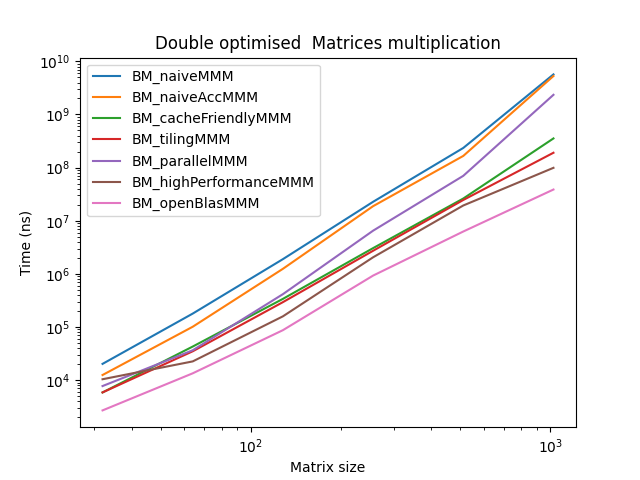 Double optimised  Matrices multiplication
BM_naiveMMM
BM_naiveAccMMM
BM_cacheFriendlyMMM
BM_tilingMMM
BM_parallelMMM
BM_highPerformanceMMM
BM_openBlasMMM
Time (ns)
10¹⁰
10⁹
10⁸
10⁷
10⁶
10⁵
10⁴
10²
10³
Matrix size